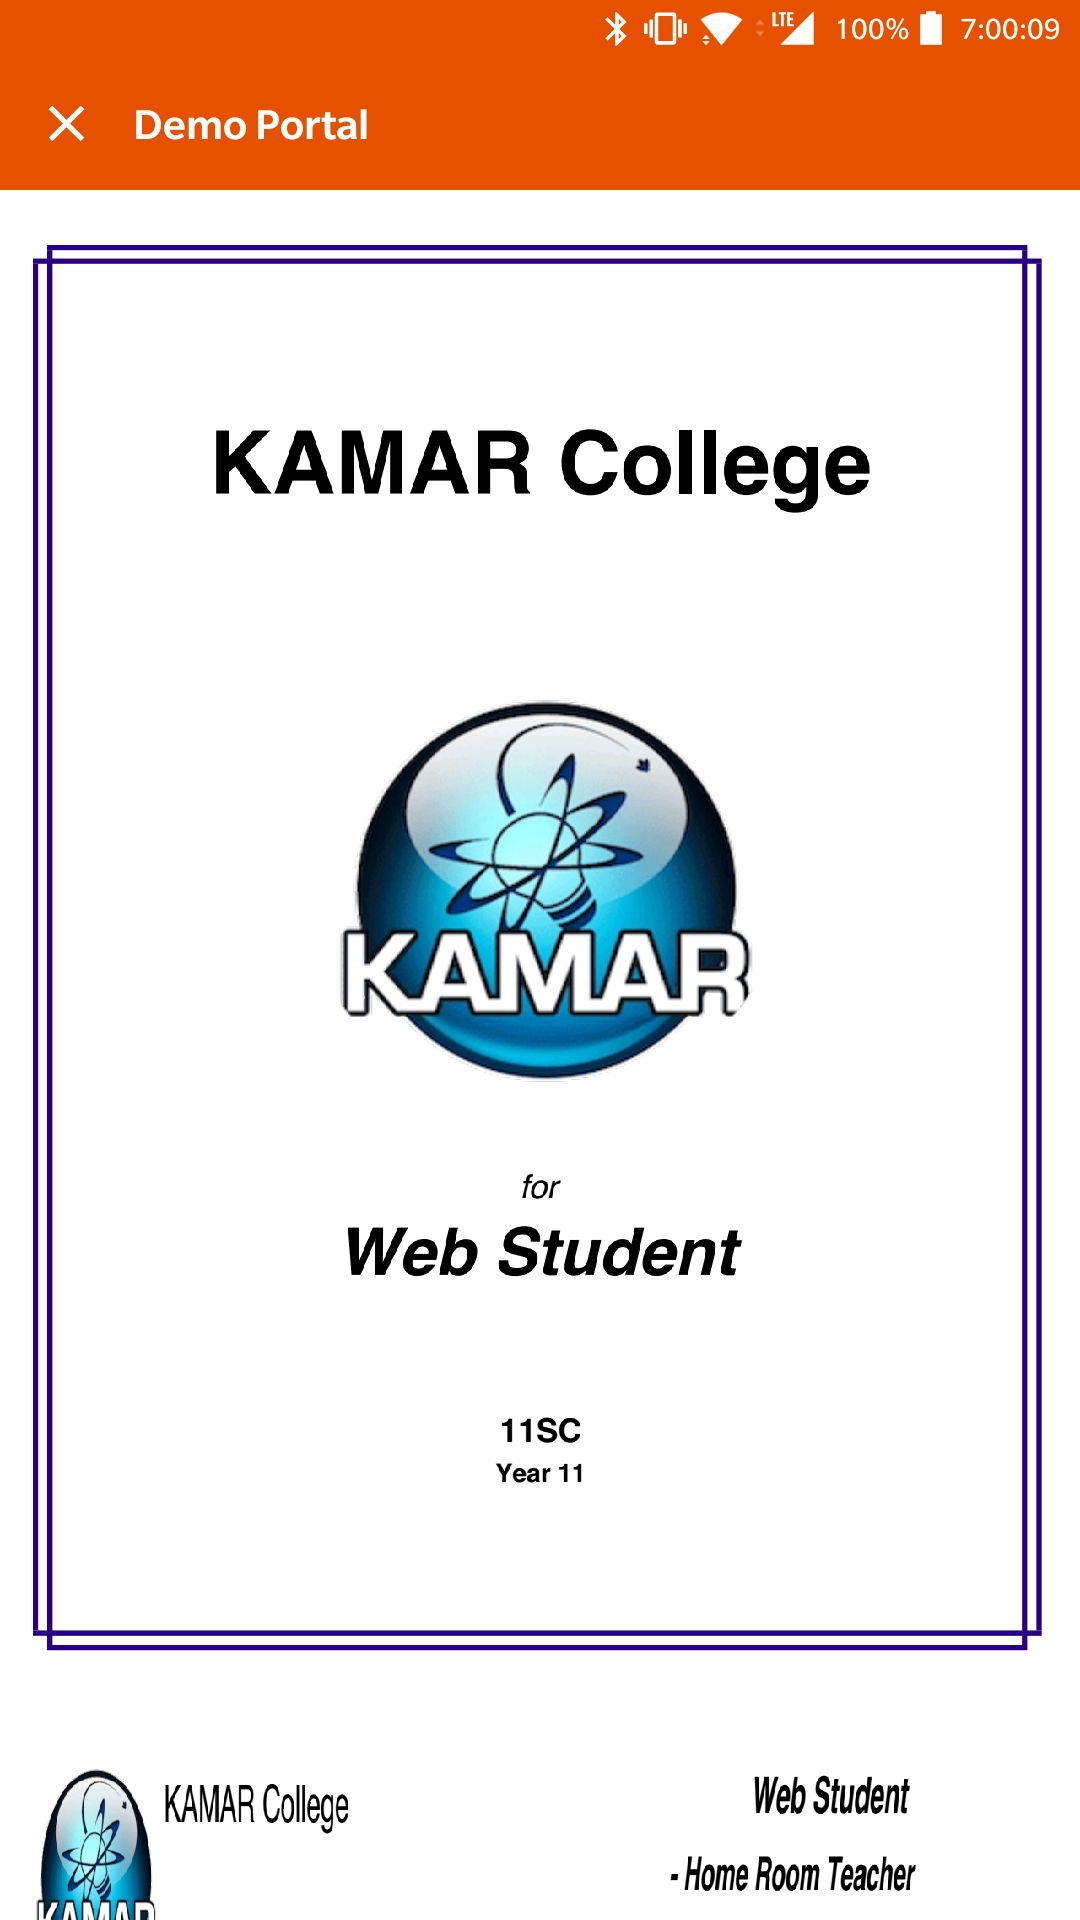 LTE 100% 7:00:09
Demo Portal
KAMAR College
KAMAR
for
Web Student
11SC
Year 11
KAMAR College
Web Student
- Home Room Teacher
KAMAR